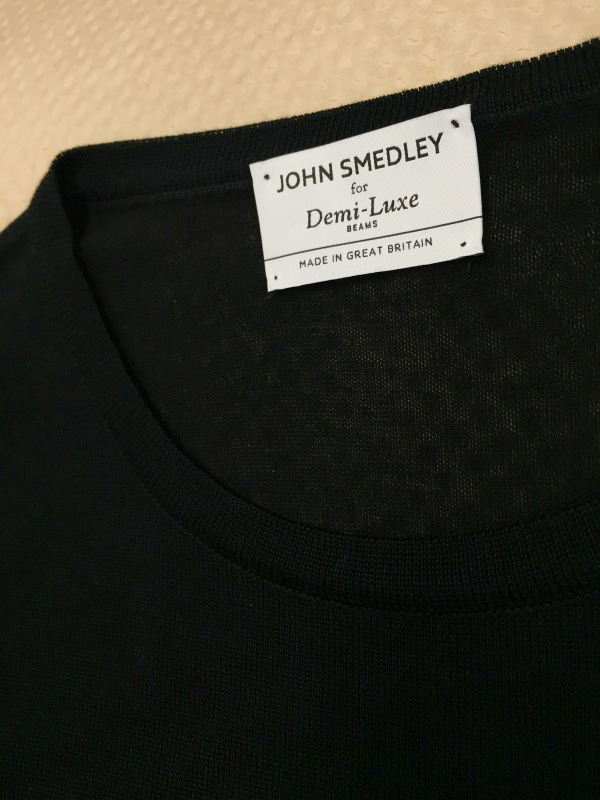 JOHN SMEDLEY
for
Demi-Luxe
BEAMS
MADE IN GREAT BRITAIN